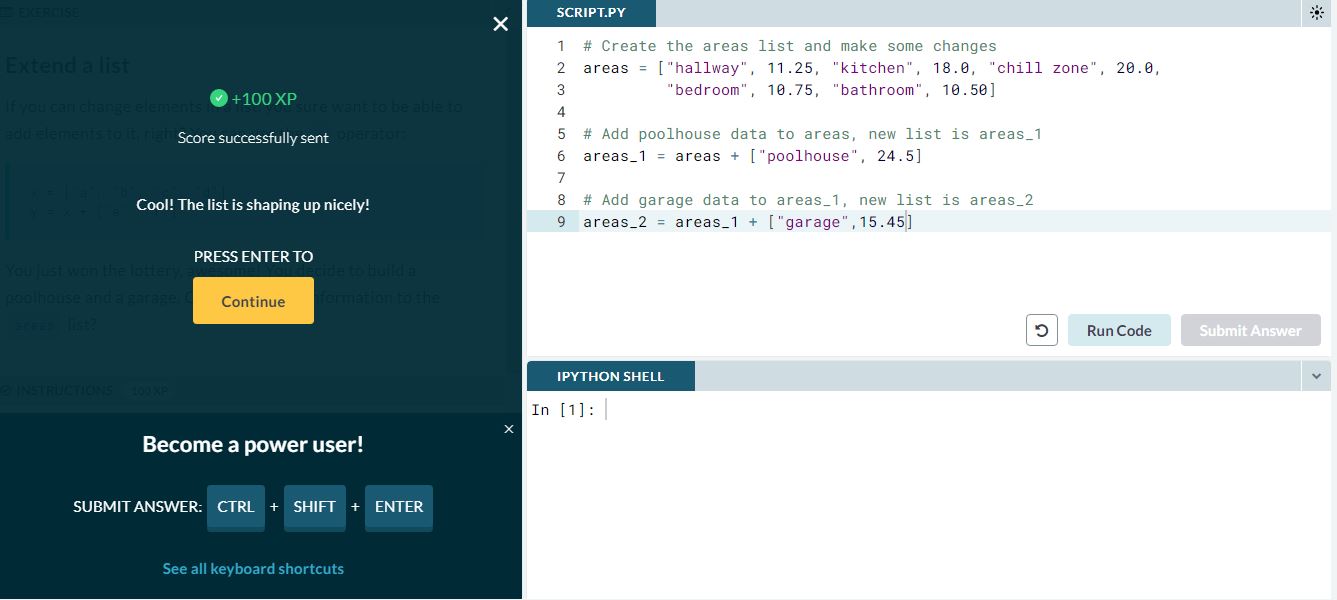 EXERCISE
Extend a list
If you can change elements in a list, you sure want to be able to
add elements to it, right? operator:
You just won the lottery, awesome! You decide to build a
poolhouse and a garage. information to the
areas list?
INSTRUCTIONS 100 XP
+100 XP
Score successfully sent
Cool! The list is shaping up nicely!
PRESS ENTER TO
Continue
Become a power user!
SUBMIT ANSWER: CTRL + SHIFT + ENTER
See all keyboard shortcuts
SCRIPT.PY
1 # Create the areas list and make some changes
2 areas = ["hallway", 11.25, "kitchen", 18.0, "chill zone", 20.0,
3 "bedroom", 10.75, "bathroom", 10.50]
4
5 # Add poolhouse data to areas, new list is areas_1
6 areas_1 = areas + ["poolhouse", 24.5]
7
8 # Add garage data to areas_1, new list is areas_2
9 areas_2 = areas_1 + ["garage",15.45]
Run Code
Submit Answer
IPYTHON SHELL
In [1]: